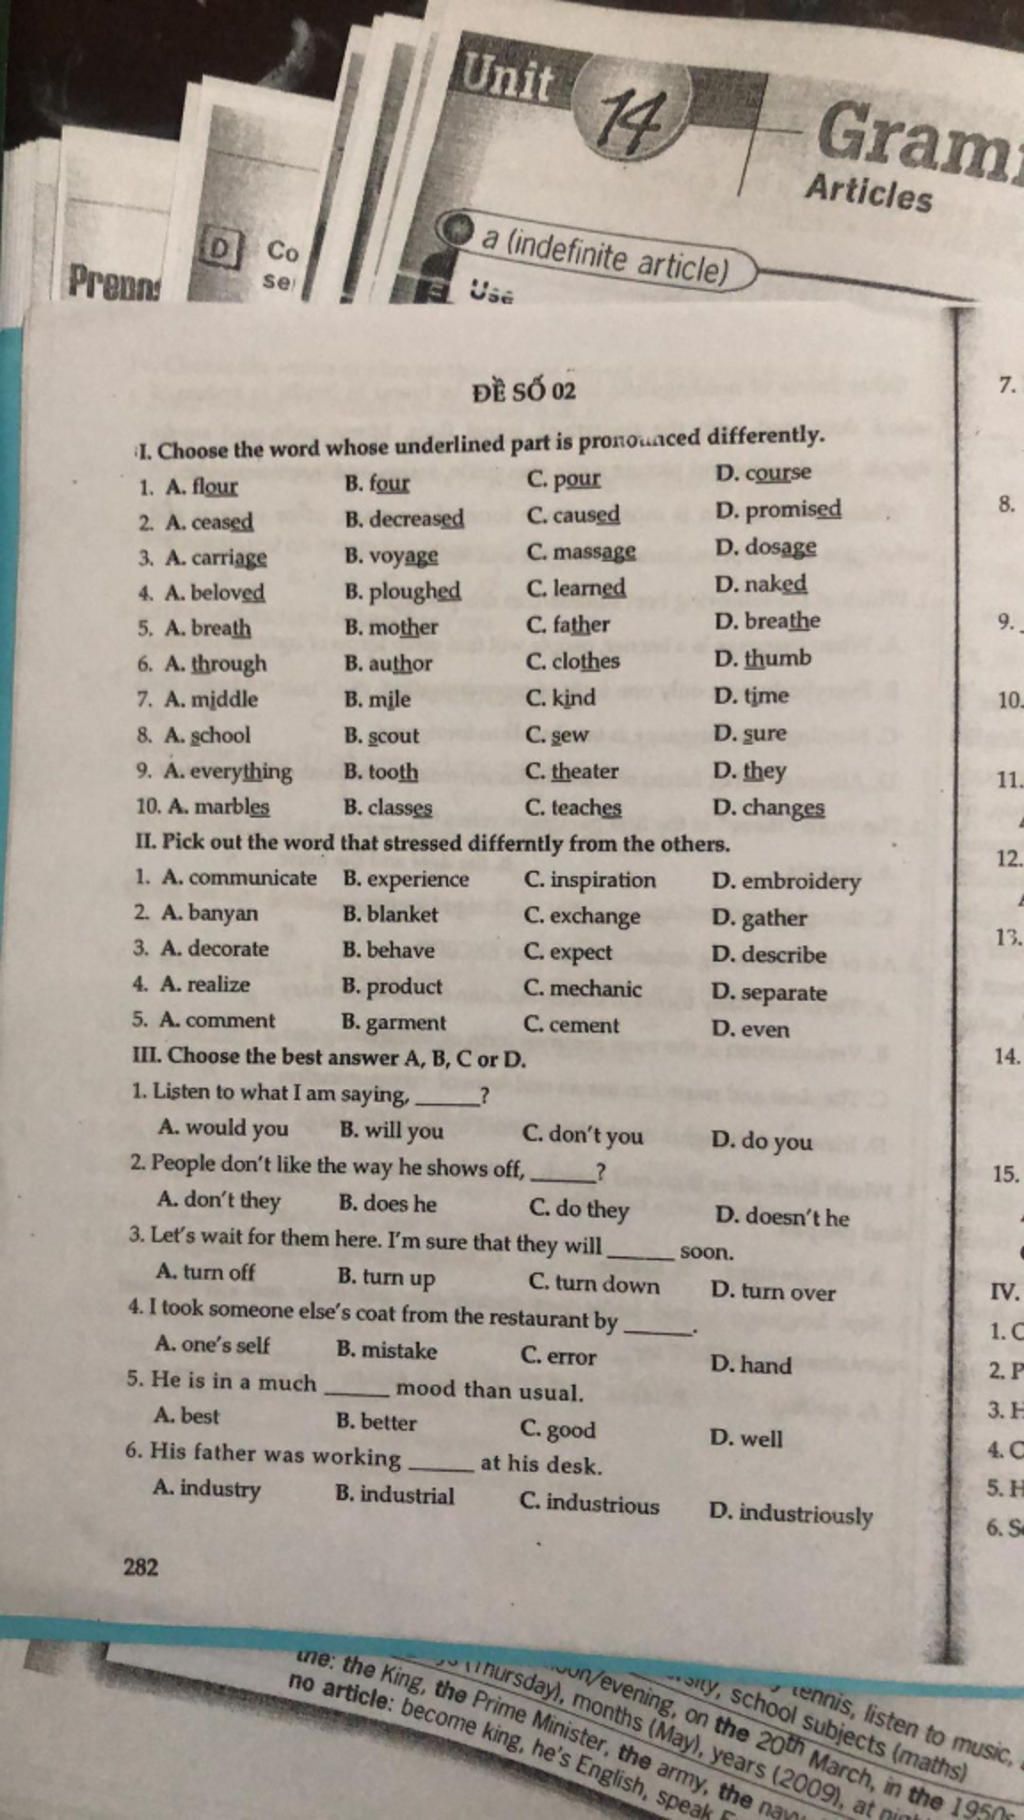 Unit 14
Gram
Articles
a (indefinite article)
D Co
se
Use
ĐỀ SỐ 02
I. Choose the word whose underlined part is pronounced differently.
1. A. flour B. four C. pour D. course
2. A. ceased B. decreased C. caused D. promised
3. A. carriage B. voyage C. massage D. dosage
4. A. beloved B. ploughed C. learned D. naked
5. A. breath B. mother C. father D. breathe
6. A. through B. author C. clothes D. thumb
7. A. middle B. mile C. kind D. time
8. A. school B. scout C. sew D. sure
9. A. everything B. tooth C. theater D. they
10. A. marbles B. classes C. teaches D. changes
II. Pick out the word that stressed differntly from the others.
1. A. communicate B. experience C. inspiration D. embroidery
2. A. banyan B. blanket C. exchange D. gather
3. A. decorate B. behave C. expect D. describe
4. A. realize B. product C. mechanic D. separate
5. A. comment B. garment C. cement D. even
III. Choose the best answer A, B, C or D.
1. Listen to what I am saying, ______?
A. would you B. will you C. don't you D. do you
2. People don't like the way he shows off, ______?
A. don't they B. does he C. do they D. doesn't he
3. Let's wait for them here. I'm sure that they will ______ soon.
A. turn off B. turn up C. turn down D. turn over
4. I took someone else's coat from the restaurant by ______.
A. one's self B. mistake C. error D. hand
5. He is in a much ______ mood than usual.
A. best B. better C. good D. well
6. His father was working ______ at his desk.
A. industry B. industrial C. industrious D. industriously
282
7.
8.
9.
10.
11.
12.
13.
14.
15.
IV.
1. C
2. P
3. H
4. C
5. H
6. S
tennis, listen to music,
school subjects (maths)
(Thursday), months (May), years (2009), at
/evening, on the 20th March, in the 1950s
the: the King, the Prime Minister, the army, the navy
no article: become king, he's English, speak